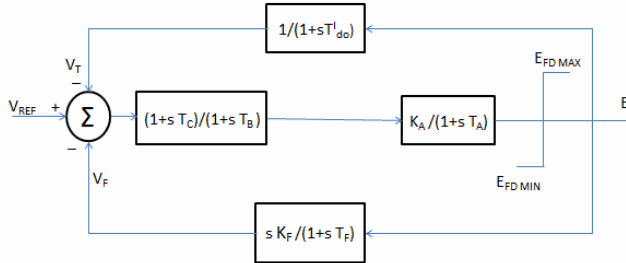 1/(1+sT'do)
VT
−
EFD MAX
VREF
+
Σ
(1+s TC)/(1+s TB)
KA/(1+s TA)
E
−
VF
EFD MIN
s KF/(1+s TF)